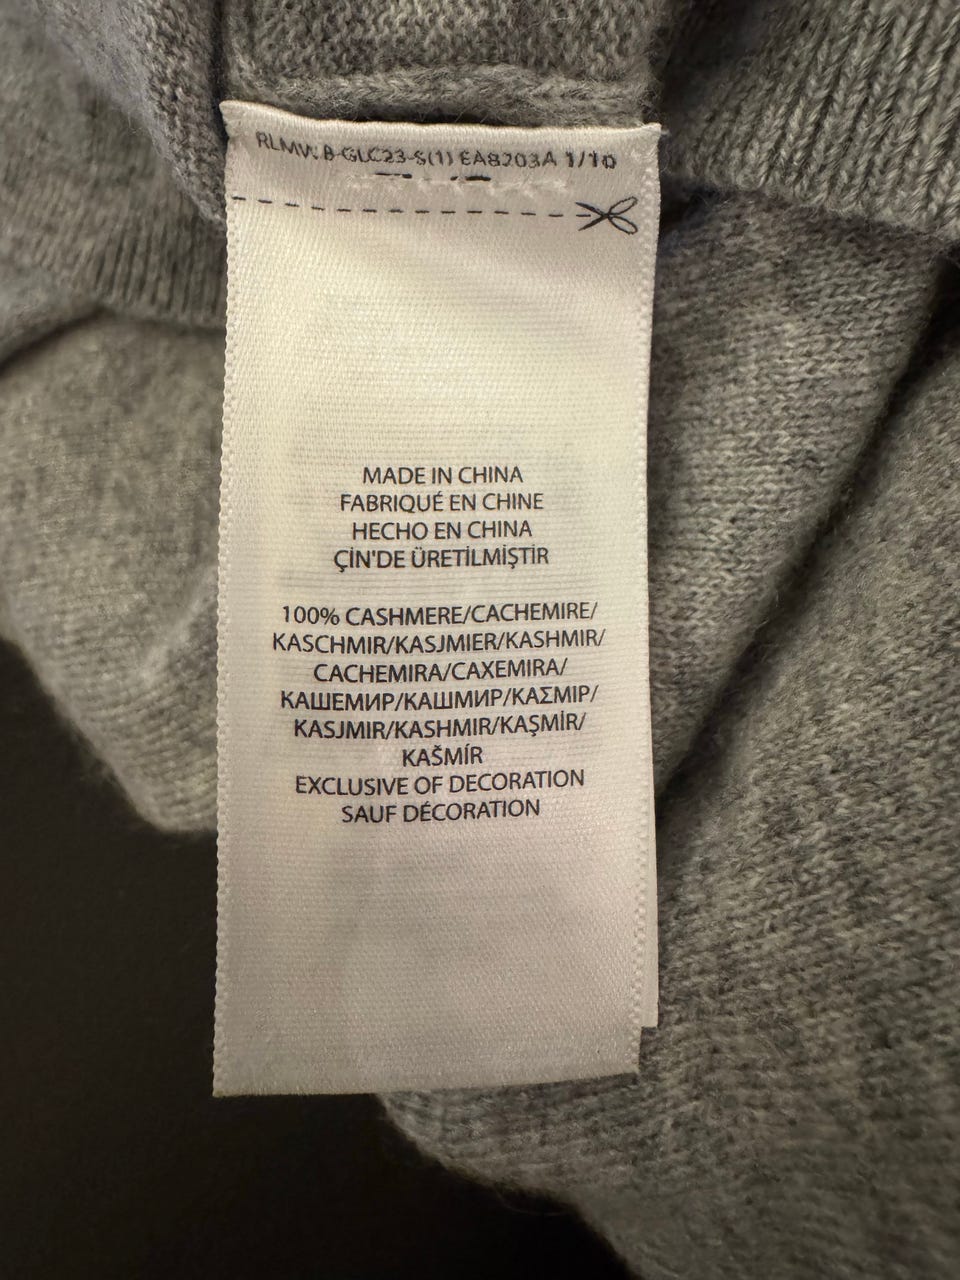 RLMW.B-GLC23-S(1) EA8203A 1/10
MADE IN CHINA
FABRIQUÉ EN CHINE
HECHO EN CHINA
ÇİN'DE ÜRETİLMİŞTİR
100% CASHMERE/CACHEMIRE/
KASCHMIR/KASJMIER/KASHMIR/
CACHEMIRA/CAXEMIRA/
КАШЕМИР/КАШМИР/ΚΑΣΜΙΡ/
KASJMIR/KASHMIR/KAŞMİR/
KAŠMÍR
EXCLUSIVE OF DECORATION
SAUF DÉCORATION